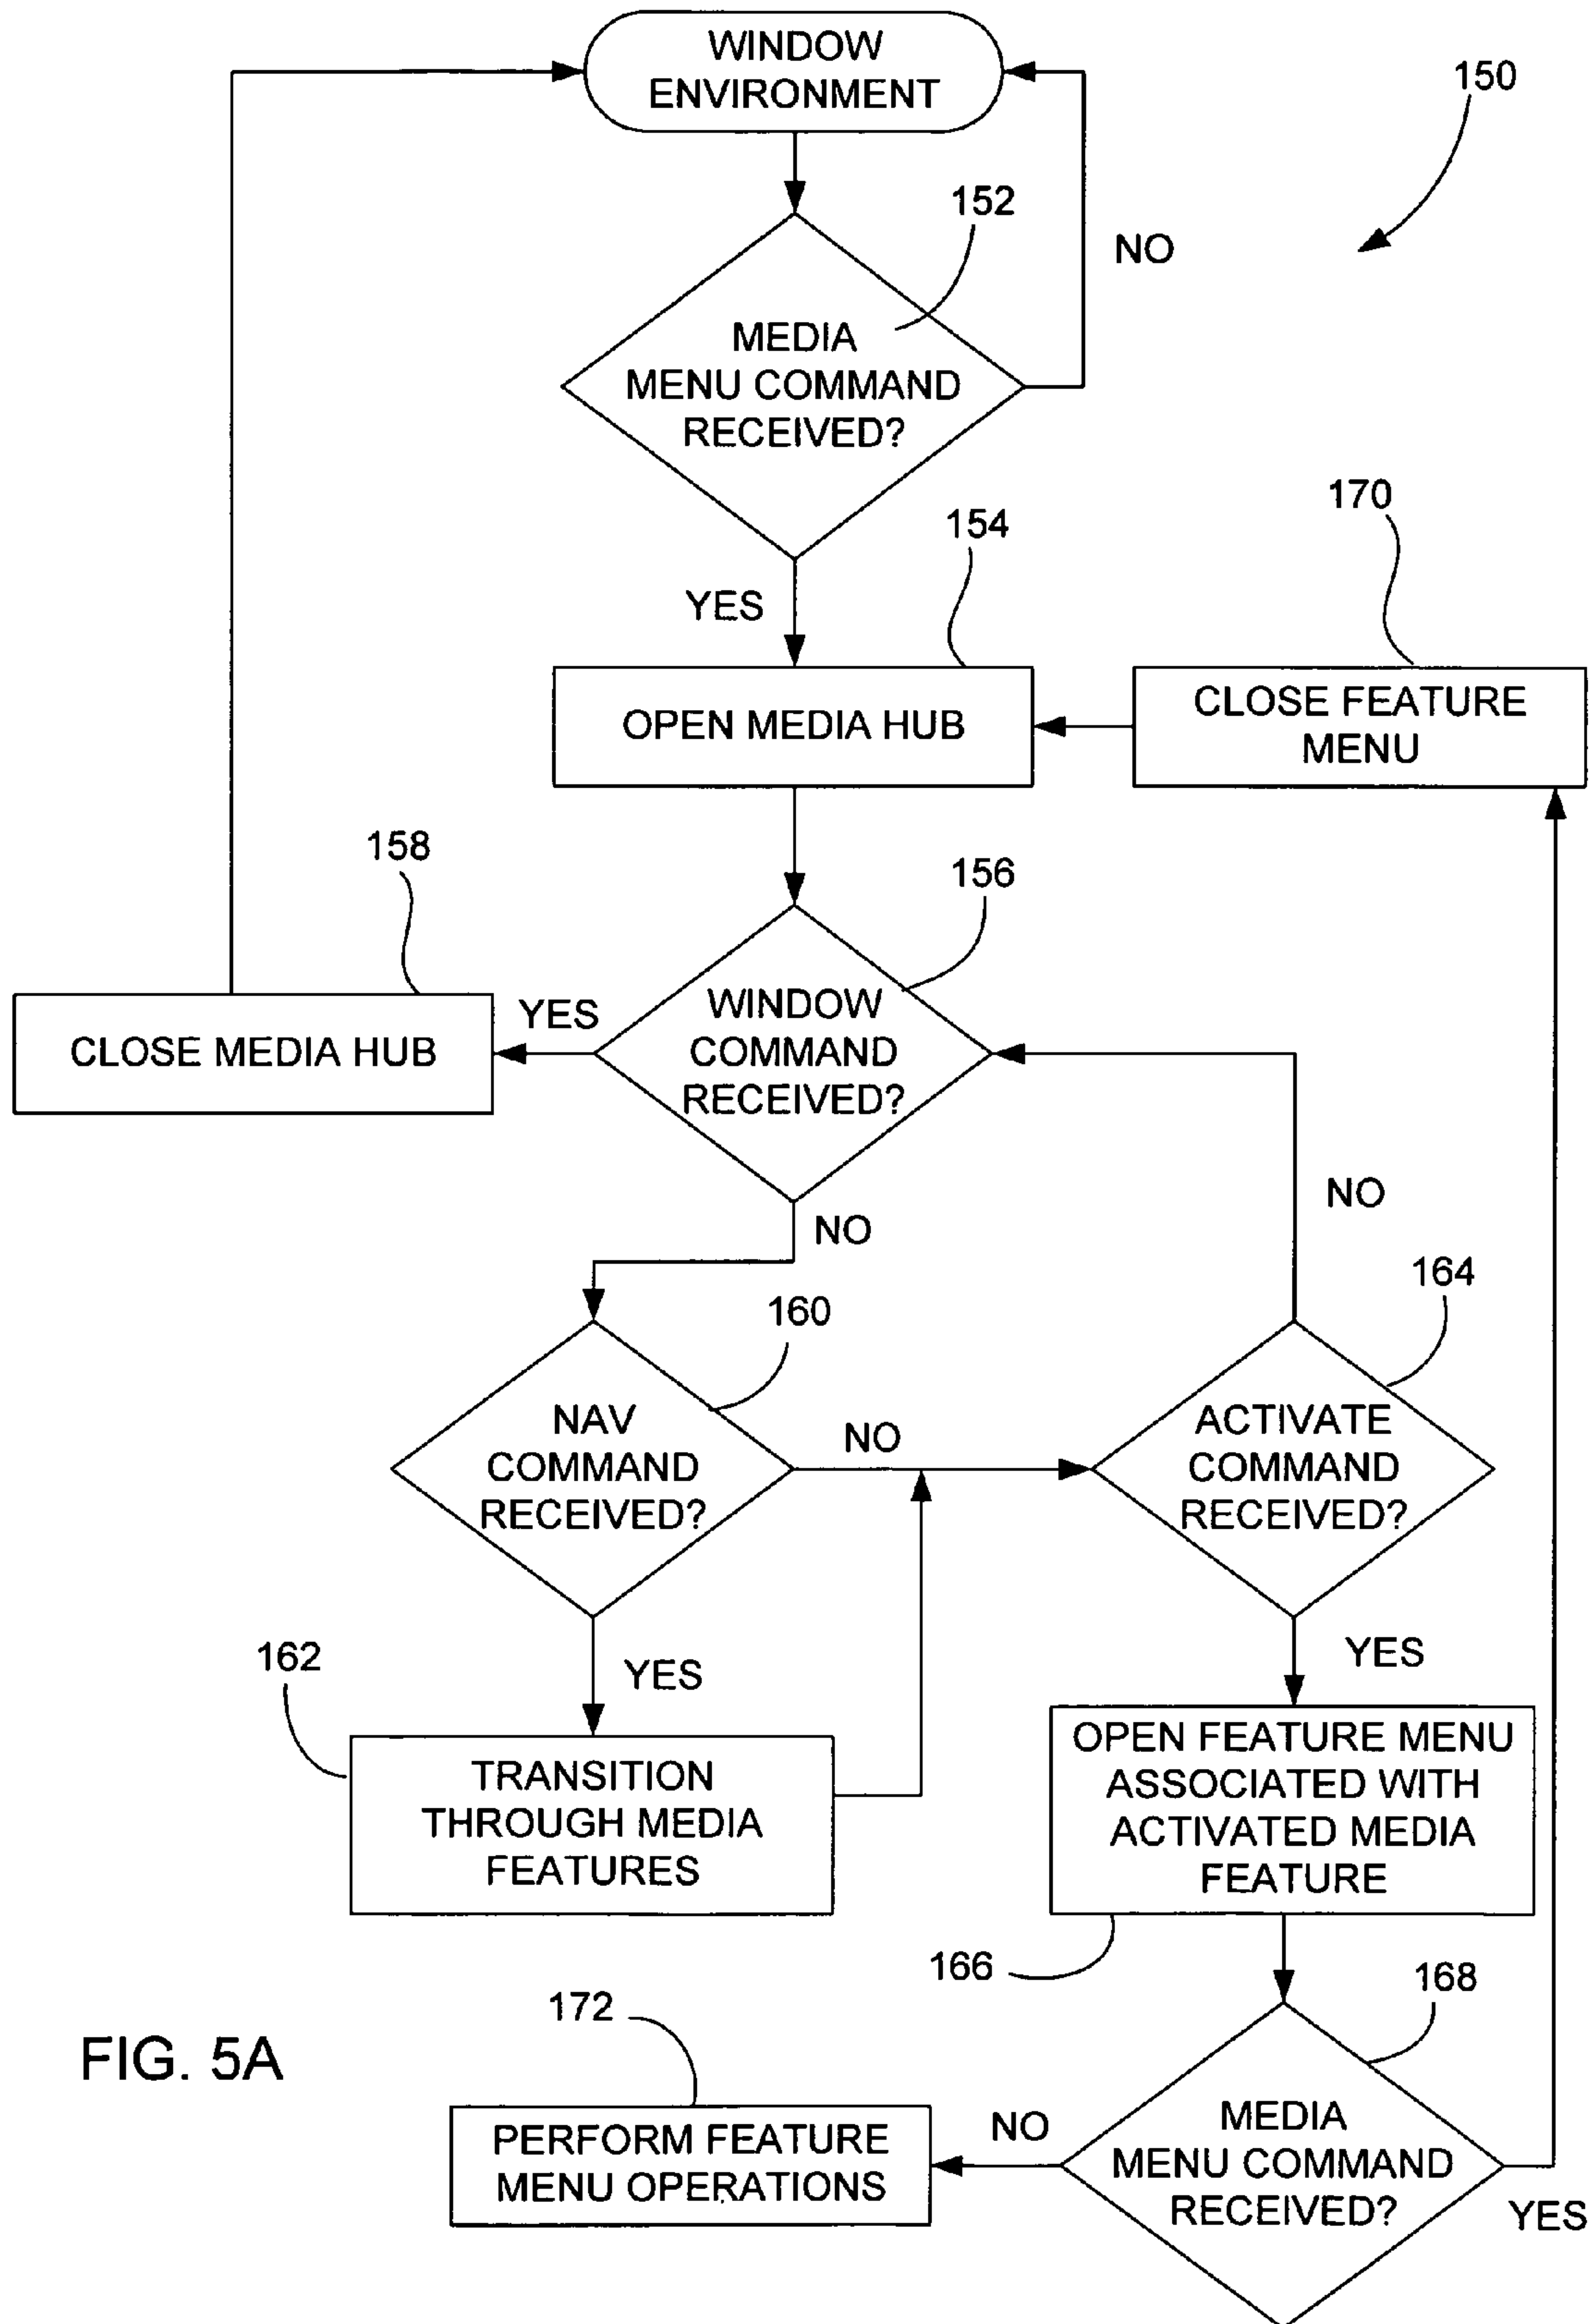 WINDOW
ENVIRONMENT
150
152
NO
MEDIA
MENU COMMAND
RECEIVED?
170
154
YES
OPEN MEDIA HUB
CLOSE FEATURE
MENU
158
156
YES
WINDOW
COMMAND
RECEIVED?
CLOSE MEDIA HUB
NO
NO
164
160
NAV
COMMAND
RECEIVED?
NO
ACTIVATE
COMMAND
RECEIVED?
162
YES
YES
TRANSITION
THROUGH MEDIA
FEATURES
OPEN FEATURE MENU
ASSOCIATED WITH
ACTIVATED MEDIA
FEATURE
166
168
172
FIG. 5A
PERFORM FEATURE
MENU OPERATIONS
NO
MEDIA
MENU COMMAND
RECEIVED?
YES